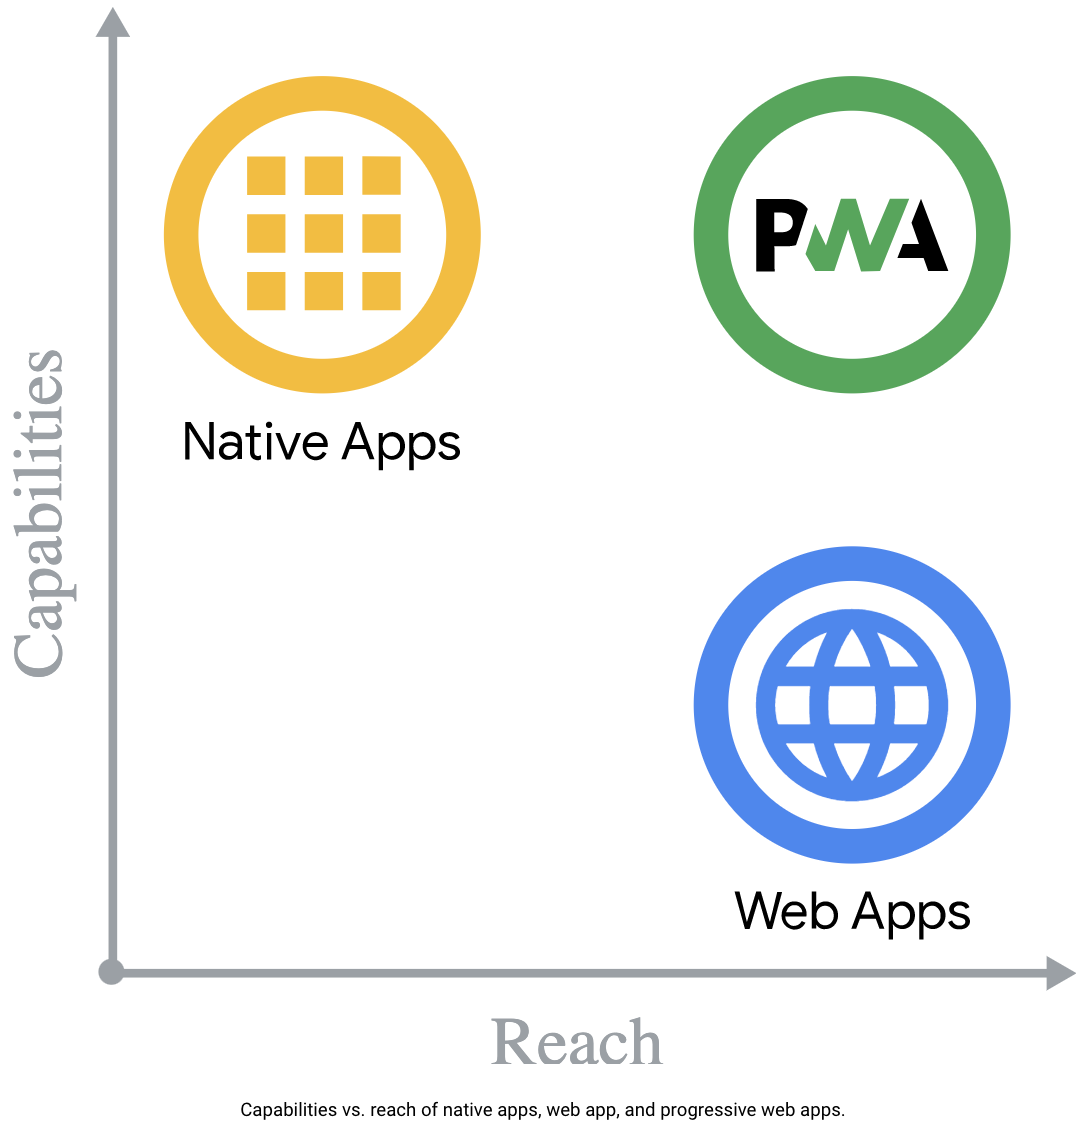 PWA
Native Apps
Capabilities
Web Apps
Reach
Capabilities vs. reach of native apps, web app, and progressive web apps.